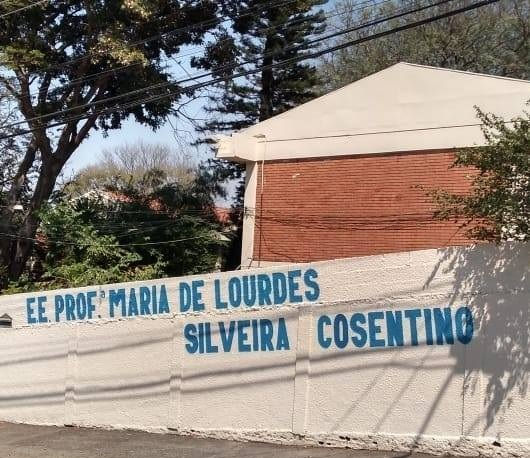 EE. PROFª MARIA DE LOURDES
SILVEIRA COSENTINO